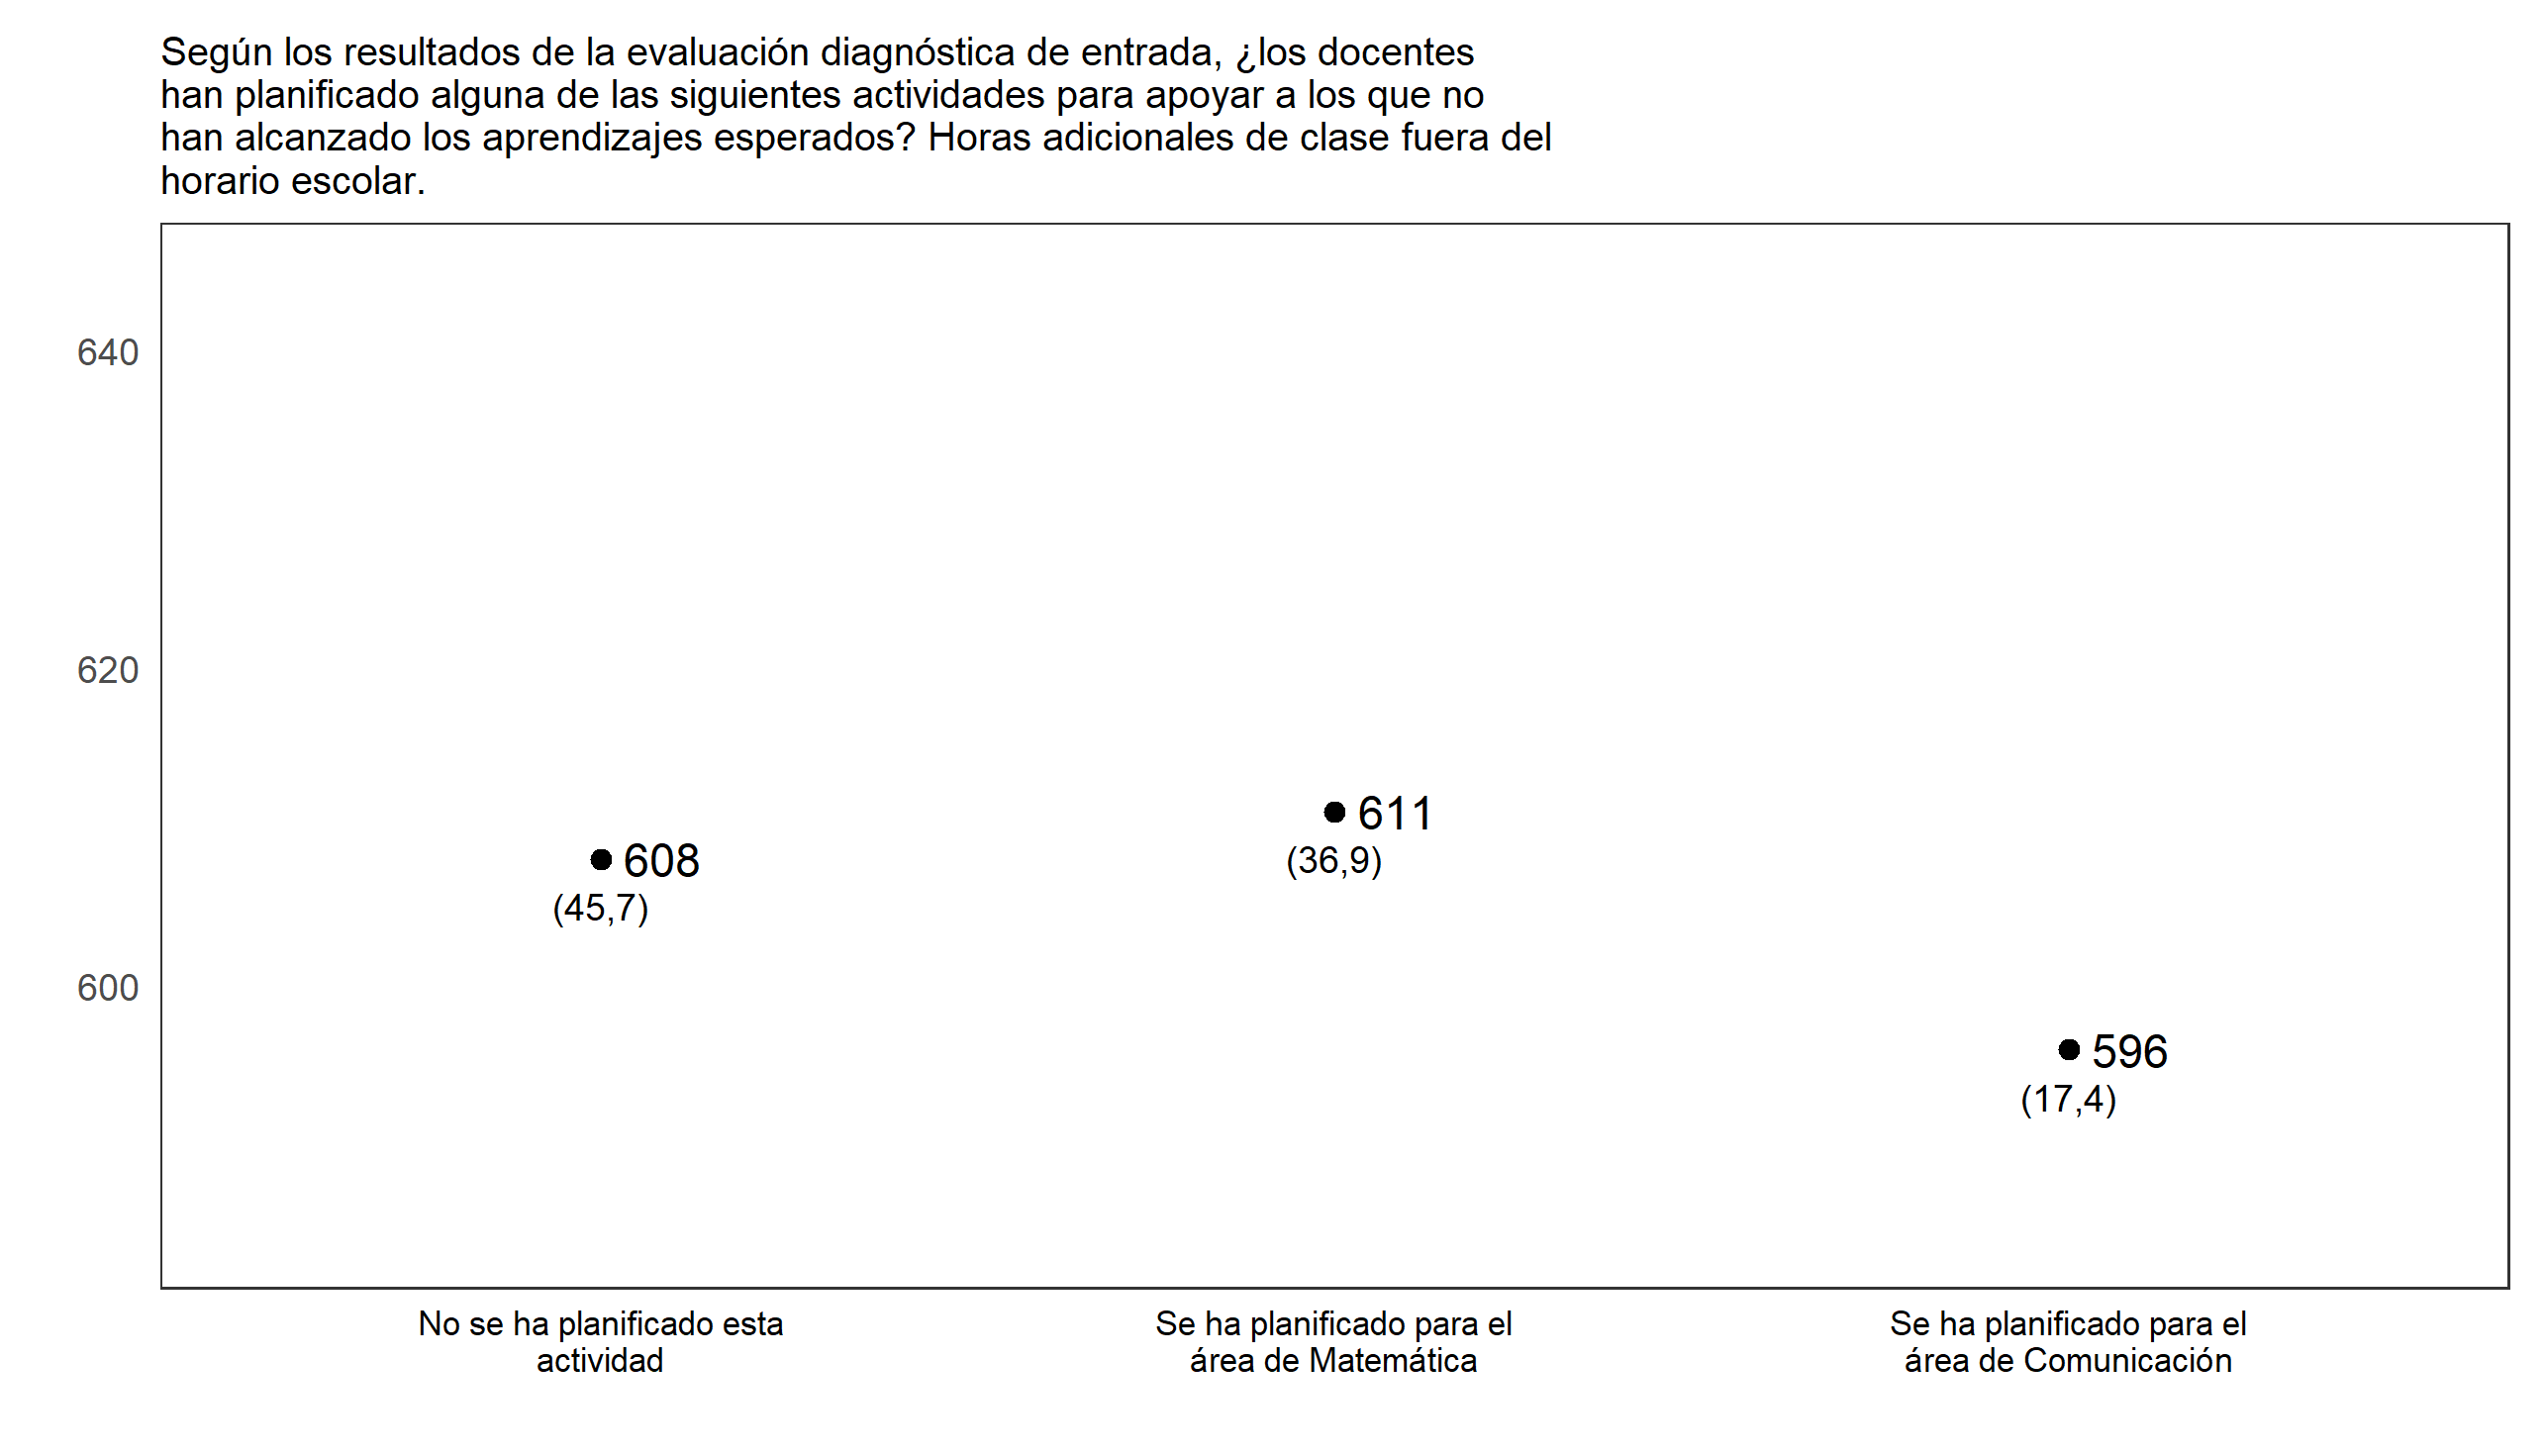 Según los resultados de la evaluación diagnóstica de entrada, ¿los docentes
han planificado alguna de las siguientes actividades para apoyar a los que no
han alcanzado los aprendizajes esperados? Horas adicionales de clase fuera del
horario escolar.
640
620
600
608
(45,7)
611
(36,9)
596
(17,4)
No se ha planificado esta
actividad
Se ha planificado para el
área de Matemática
Se ha planificado para el
área de Comunicación